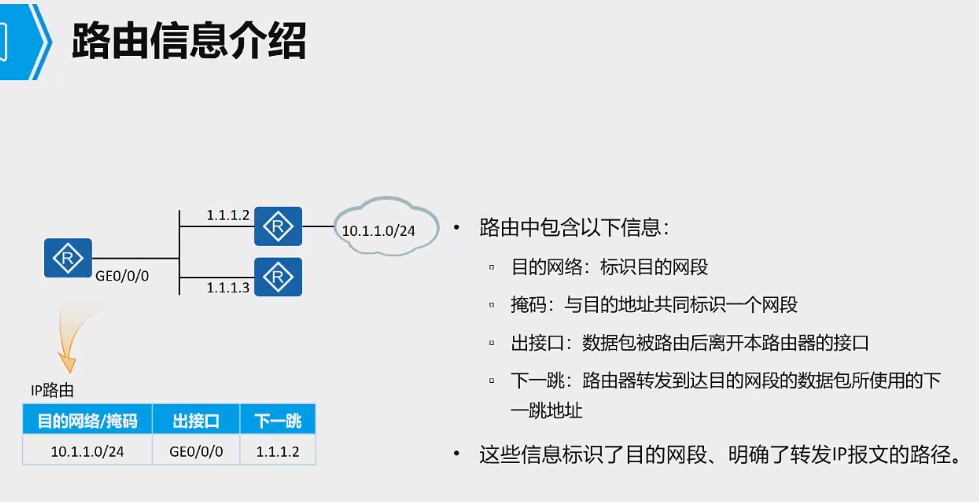 路由信息介绍
1.1.1.2
10.1.1.0/24
R
R
GE0/0/0
R
1.1.1.3
IP路由
目的网络/掩码 出接口 下一跳
10.1.1.0/24 GE0/0/0 1.1.1.2
• 路由中包含以下信息：
▫ 目的网络：标识目的网段
▫ 掩码：与目的地址共同标识一个网段
▫ 出接口：数据包被路由后离开本路由器的接口
▫ 下一跳：路由器转发到达目的网段的数据包所使用的下
一跳地址
• 这些信息标识了目的网段、明确了转发IP报文的路径。